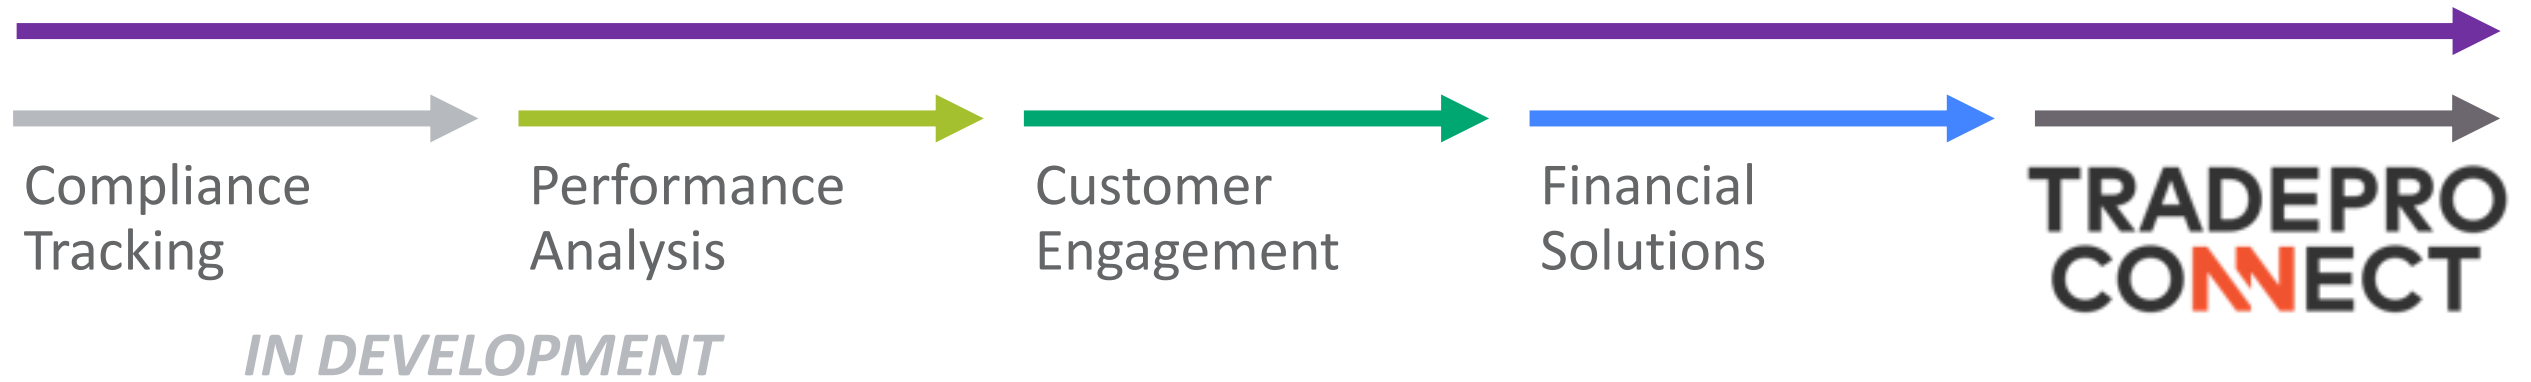 Compliance
Tracking
Performance
Analysis
Customer
Engagement
Financial
Solutions
TRADEPRO
CONNECT
IN DEVELOPMENT